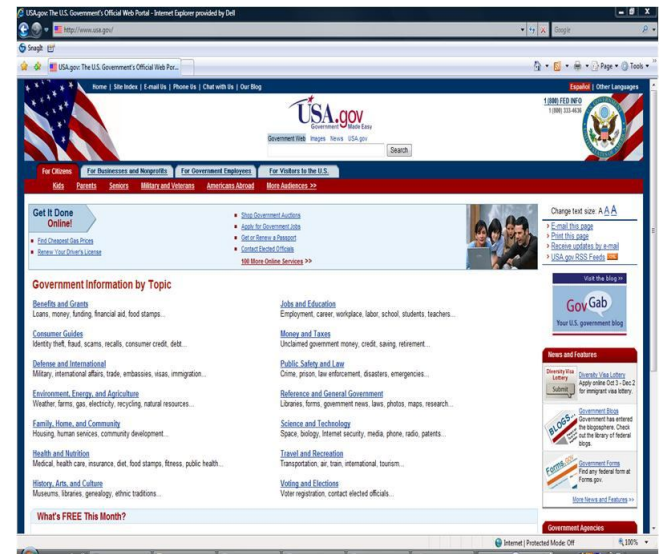 USA.gov: The U.S. Government's Official Web Portal - Internet Explorer provided by Dell
http://www.usa.gov/
Google
SnagIt
USA.gov: The U.S. Government's Official Web Por...
Page Tools
Home | Site Index | E-mail Us | Phone Us | Chat with Us | Our Blog
Español | Other Languages
USA.gov
Government Made Easy
1 (800) FED INFO
1 (800) 333-4636
Government Web Images News USA.gov
Search
For Citizens For Businesses and Nonprofits For Government Employees For Visitors to the U.S.
Kids Parents Seniors Military and Veterans Americans Abroad More Audiences >>
Get It Done
Online!
Find Cheapest Gas Prices
Renew Your Driver's License
Shop Government Auctions
Apply for Government Jobs
Get or Renew a Passport
Contact Elected Officials
100 More Online Services >>
Change text size: A A A
E-mail this page
Print this page
Receive updates by e-mail
USA.gov RSS Feeds
Government Information by Topic
Benefits and Grants
Loans, money, funding, financial aid, food stamps...
Consumer Guides
Identity theft, fraud, scams, recalls, consumer credit, debt...
Defense and International
Military, international affairs, trade, embassies, visas, immigration...
Environment, Energy, and Agriculture
Weather, farms, gas, electricity, recycling, natural resources...
Family, Home, and Community
Housing, human services, community development...
Health and Nutrition
Medical, health care, insurance, diet, food stamps, fitness, public health...
History, Arts, and Culture
Museums, libraries, genealogy, ethnic traditions...
Jobs and Education
Employment, career, workplace, labor, school, students, teachers...
Money and Taxes
Unclaimed government money, credit, saving, retirement...
Public Safety and Law
Crime, prison, law enforcement, disasters, emergencies...
Reference and General Government
Libraries, forms, government news, laws, photos, maps, research...
Science and Technology
Space, biology, Internet security, media, phone, radio, patents...
Travel and Recreation
Transportation, air, train, international, tourism...
Voting and Elections
Voter registration, contact elected officials...
What's FREE This Month?
Visit the blog »
Gov Gab
Your U.S. government blog
News and Features
Diversity Visa
Lottery
Submit
Diversity Visa Lottery
Apply online Oct 3 - Dec 2
for immigrant visa lottery.
BLOGS...
Government Blogs
Government has entered
the blogosphere. Check
out the library of federal
blogs.
Forms.gov
Government Forms
Find any federal form at
Forms.gov.
More News and Features >>
Government Agencies
Internet | Protected Mode: Off
100%